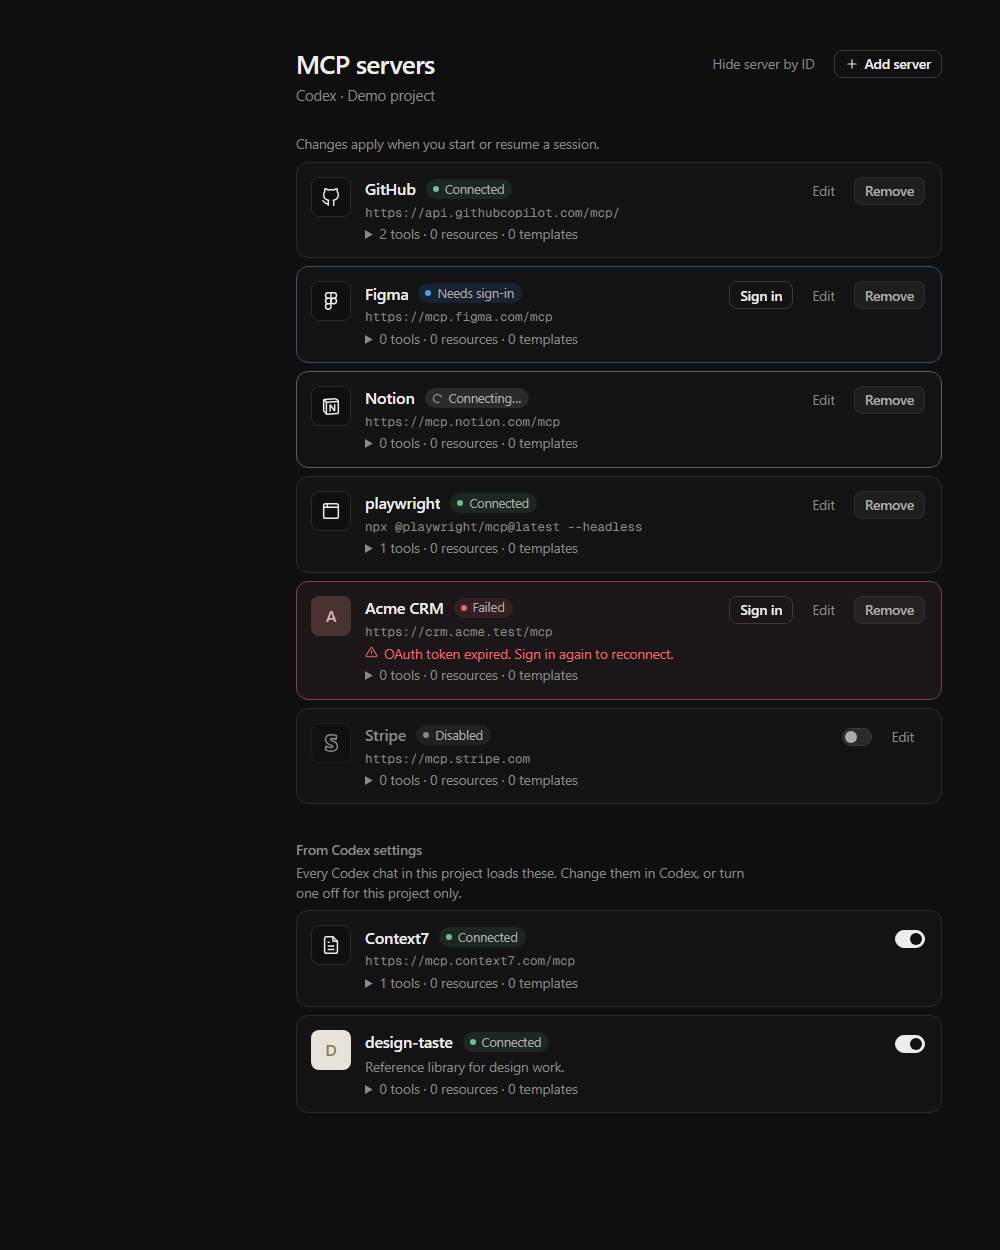 MCP servers
Hide server by ID
+ Add server
Codex · Demo project
Changes apply when you start or resume a session.
GitHub
Connected
Edit
Remove
https://api.githubcopilot.com/mcp/
2 tools · 0 resources · 0 templates
Figma
Needs sign-in
Sign in
Edit
Remove
https://mcp.figma.com/mcp
0 tools · 0 resources · 0 templates
Notion
Connecting...
Edit
Remove
https://mcp.notion.com/mcp
0 tools · 0 resources · 0 templates
playwright
Connected
Edit
Remove
npx @playwright/mcp@latest --headless
1 tools · 0 resources · 0 templates
A
Acme CRM
Failed
Sign in
Edit
Remove
https://crm.acme.test/mcp
OAuth token expired. Sign in again to reconnect.
0 tools · 0 resources · 0 templates
Stripe
Disabled
Edit
https://mcp.stripe.com
0 tools · 0 resources · 0 templates
From Codex settings
Every Codex chat in this project loads these. Change them in Codex, or turn
one off for this project only.
Context7
Connected
https://mcp.context7.com/mcp
1 tools · 0 resources · 0 templates
D
design-taste
Connected
Reference library for design work.
0 tools · 0 resources · 0 templates